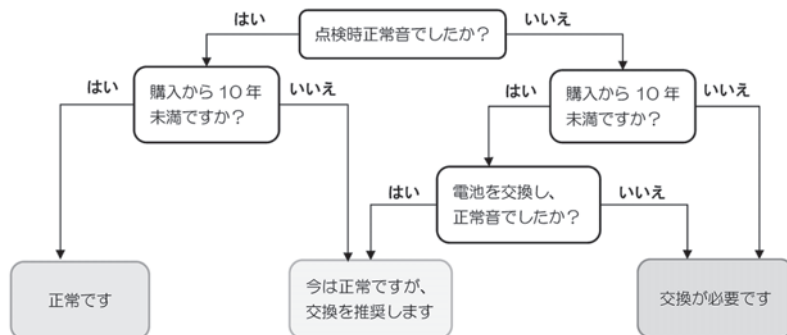 はい
点検時正常音でしたか？
いいえ
はい
購入から 10 年
未満ですか？
いいえ
はい
購入から 10 年
未満ですか？
いいえ
はい
電池を交換し、
正常音でしたか？
いいえ
正常です
今は正常ですが、
交換を推奨します
交換が必要です